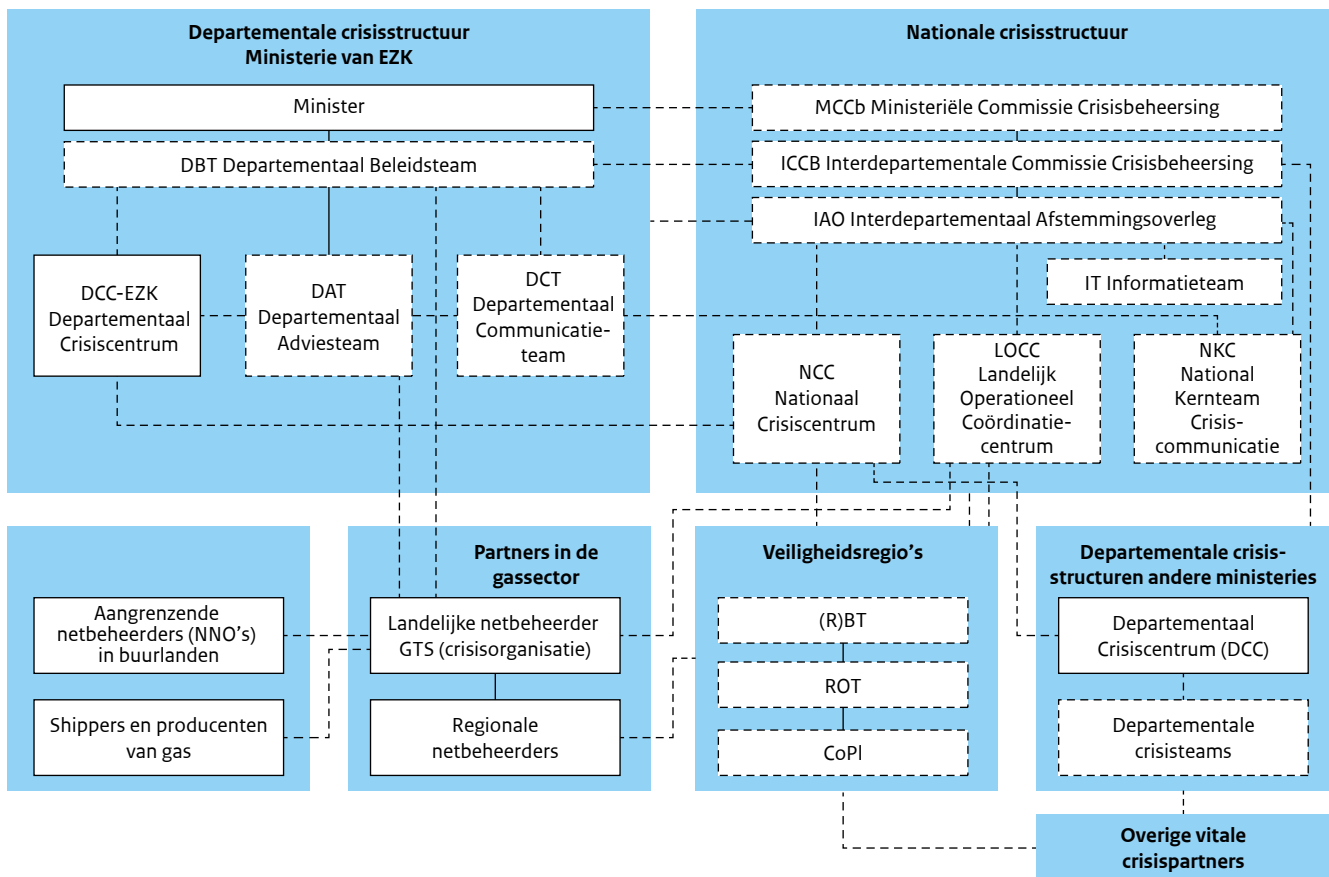 Departementale crisisstructuur
Ministerie van EZK
Minister
DBT Departementaal Beleidsteam
DCC-EZK
Departementaal
Crisiscentrum
DAT
Departementaal
Adviesteam
DCT
Departementaal
Communicatie-
team
Nationale crisisstructuur
MCCb Ministeriële Commissie Crisisbeheersing
ICCB Interdepartementale Commissie Crisisbeheersing
IAO Interdepartementaal Afstemmingsoverleg
IT Informatieteam
NCC
Nationaal
Crisiscentrum
LOCC
Landelijk
Operationeel
Coördinatie-
centrum
NKC
National
Kernteam
Crisis-
communicatie
Aangrenzende
netbeheerders (NNO's)
in buurlanden
Shippers en producenten
van gas
Partners in de
gassector
Landelijke netbeheerder
GTS (crisisorganisatie)
Regionale
netbeheerders
Veiligheidsregio's
(R)BT
ROT
CoPl
Departementale crisis-
structuren andere ministeries
Departementaal
Crisiscentrum (DCC)
Departementale
crisisteams
Overige vitale
crisispartners